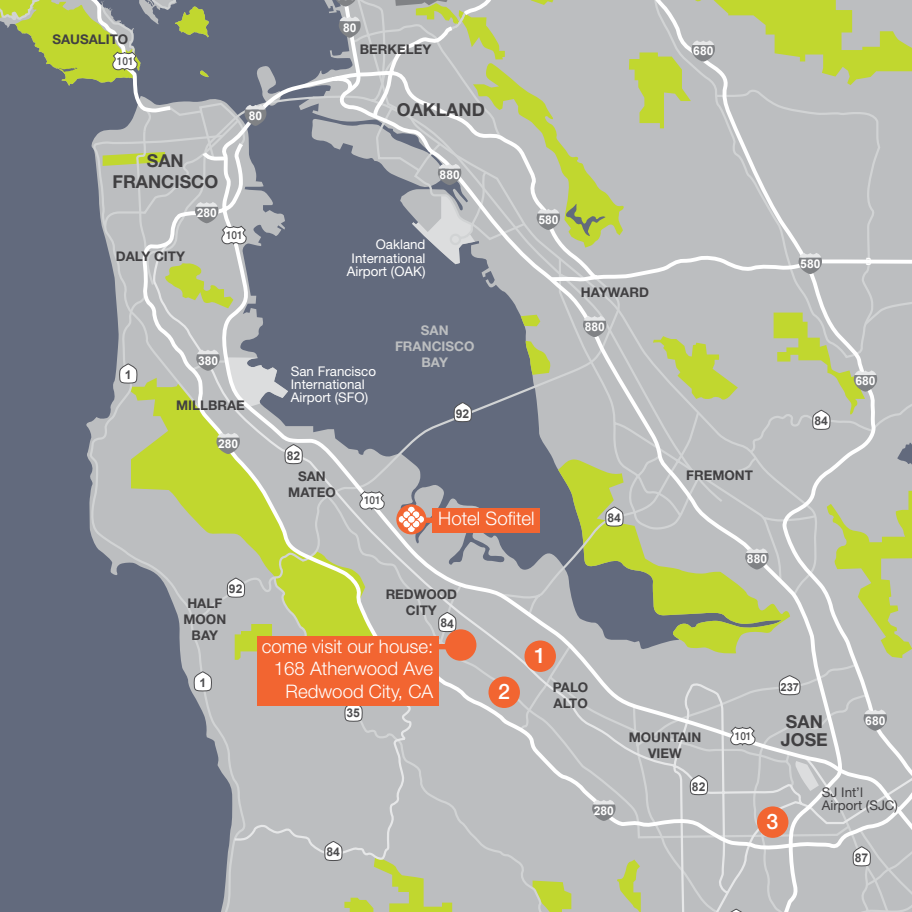 SAUSALITO
101
80
BERKELEY
680
OAKLAND
80
SAN
FRANCISCO
880
280
101
580
DALY CITY
Oakland
International
Airport (OAK)
580
HAYWARD
880
SAN
FRANCISCO
BAY
380
1
San Francisco
International
Airport (SFO)
680
MILLBRAE
92
84
280
82
SAN
MATEO
101
FREMONT
Hotel Sofitel
84
880
92
HALF
MOON
BAY
REDWOOD
CITY
84
come visit our house:
168 Atherwood Ave
Redwood City, CA
1
2
PALO
ALTO
1
35
237
SAN
JOSE
680
MOUNTAIN
VIEW
101
82
SJ Int'l
Airport (SJC)
280
3
84
87